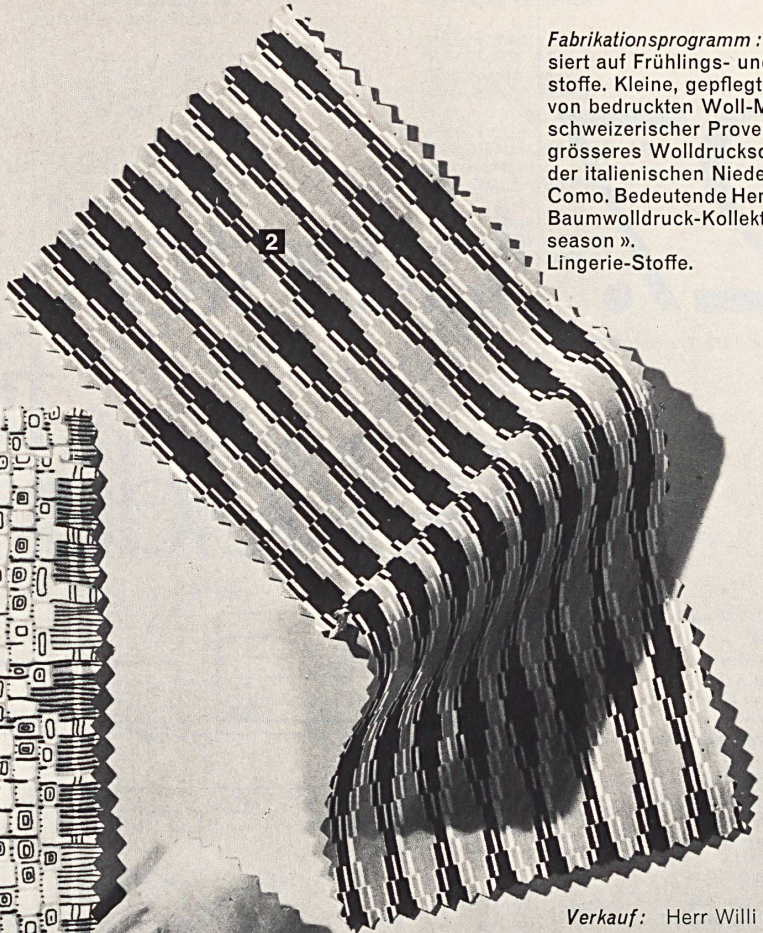 Fabrikationsprogramm :
siert auf Frühlings- un
stoffe. Kleine, gepflegt
von bedruckten Woll-M
schweizerischer Prove
grösseres Wolldrucks
der italienischen Niede
Como. Bedeutende Her
Baumwolldruck-Kollekt
season ».
Lingerie-Stoffe.
2
Verkauf: Herr Willi